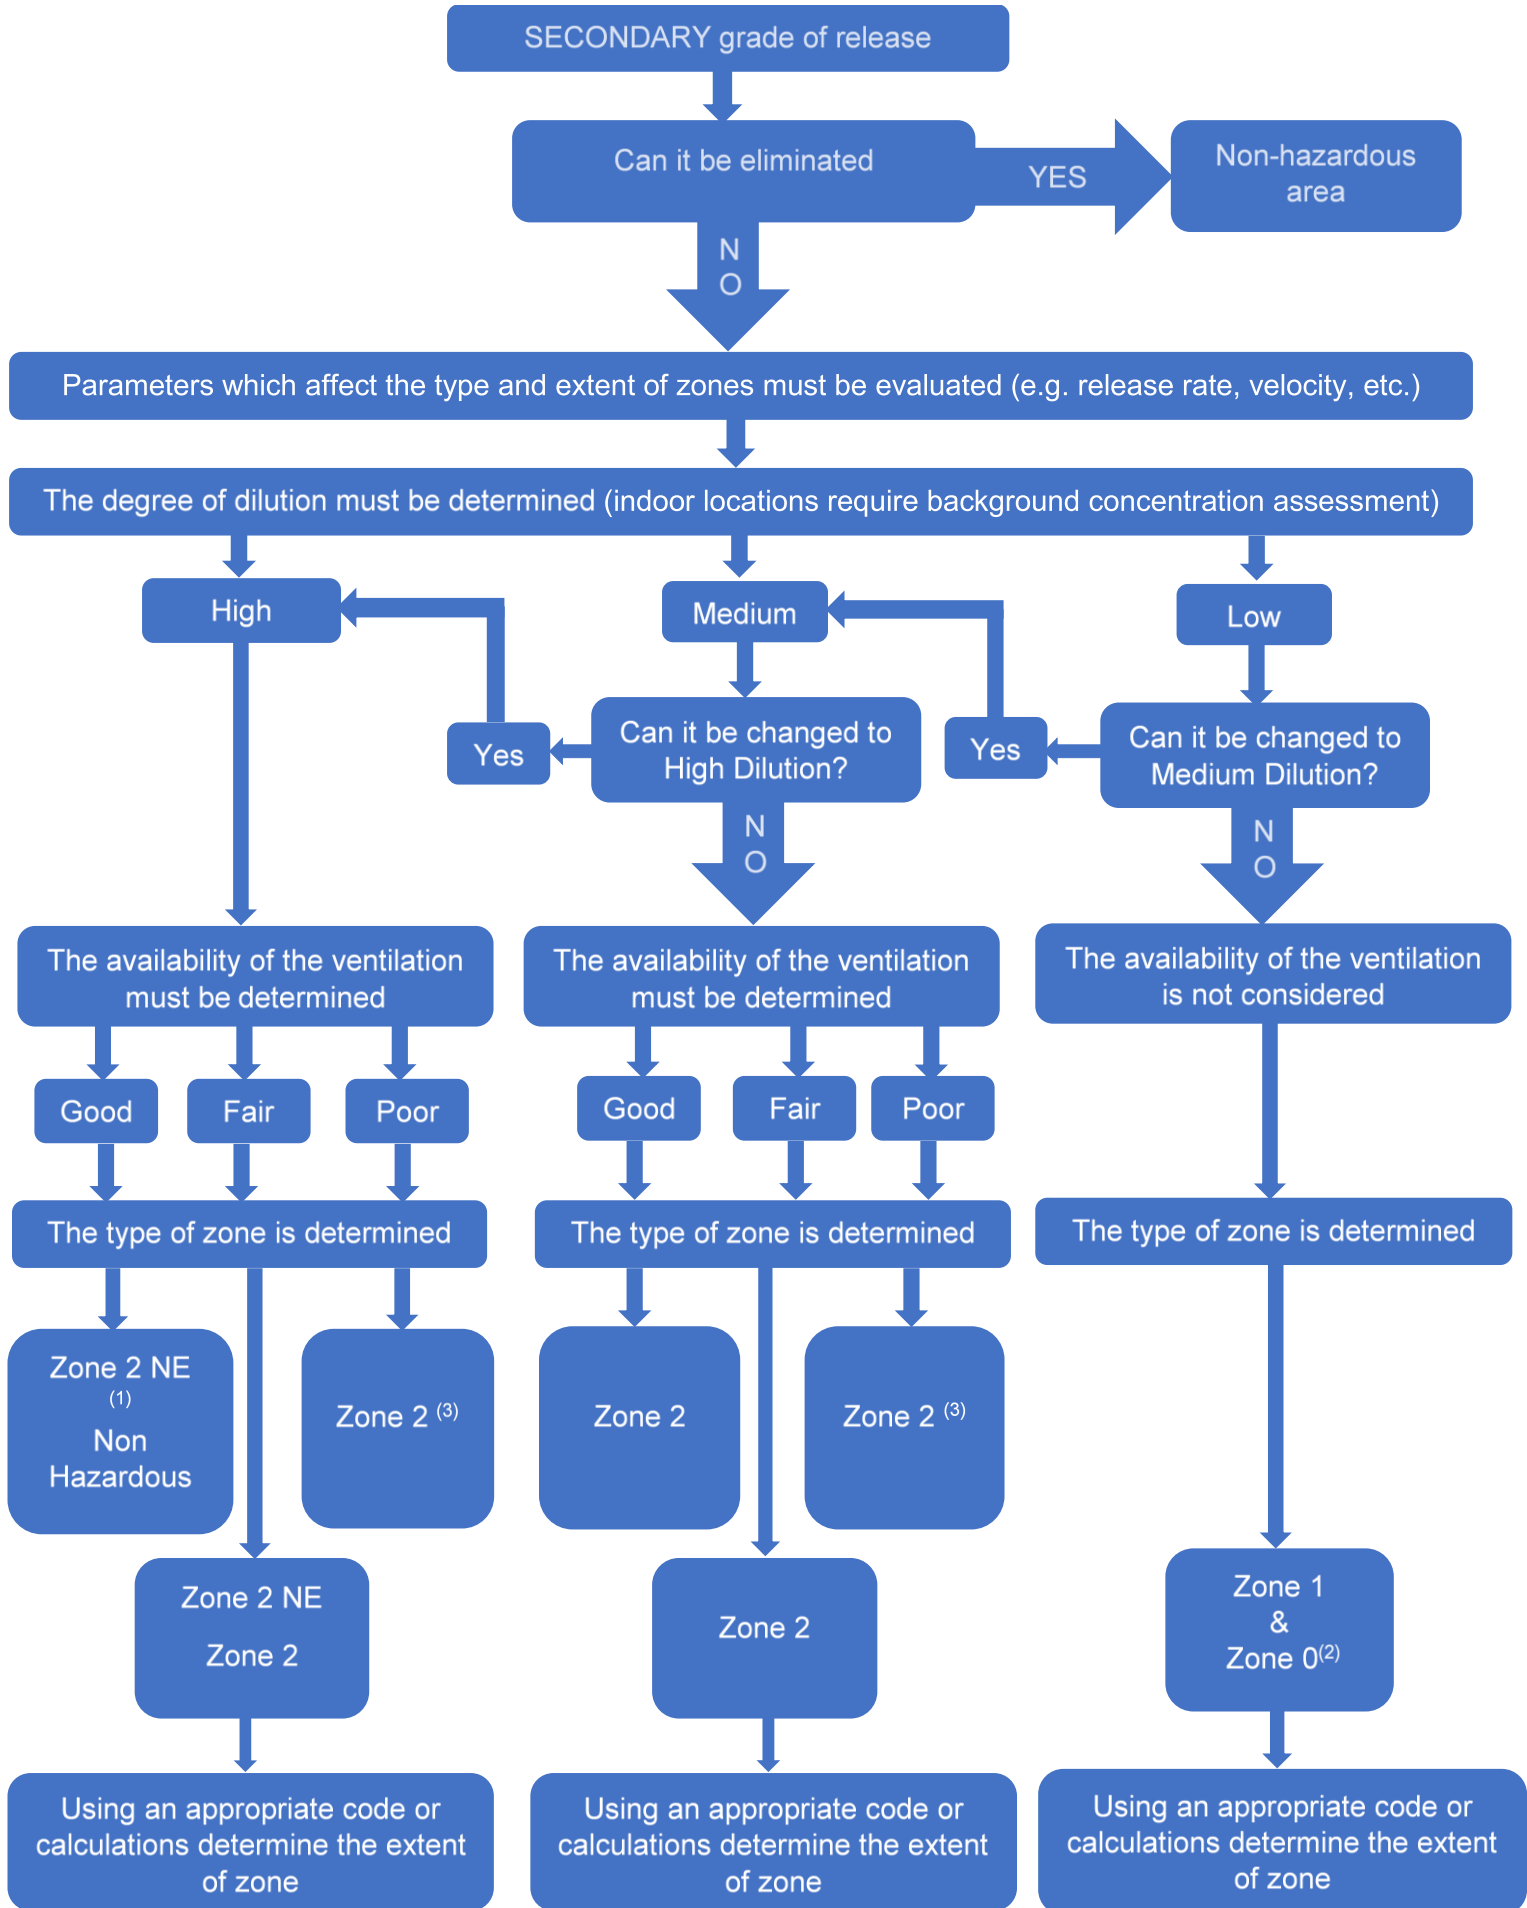 SECONDARY grade of release
Can it be eliminated
YES
Non-hazardous
area
N
O
Parameters which affect the type and extent of zones must be evaluated (e.g. release rate, velocity, etc.)
The degree of dilution must be determined (indoor locations require background concentration assessment)
High
Medium
Low
Yes
Can it be changed to
High Dilution?
Yes
Can it be changed to
Medium Dilution?
N
O
N
O
The availability of the ventilation
must be determined
The availability of the ventilation
must be determined
The availability of the ventilation
is not considered
Good
Fair
Poor
Good
Fair
Poor
The type of zone is determined
The type of zone is determined
The type of zone is determined
Zone 2 NE
(1)
Non
Hazardous
Zone 2 (3)
Zone 2
Zone 2 (3)
Zone 2 NE
Zone 2
Zone 2
Zone 1
&
Zone 0(2)
Using an appropriate code or
calculations determine the extent
of zone
Using an appropriate code or
calculations determine the extent
of zone
Using an appropriate code or
calculations determine the extent
of zone